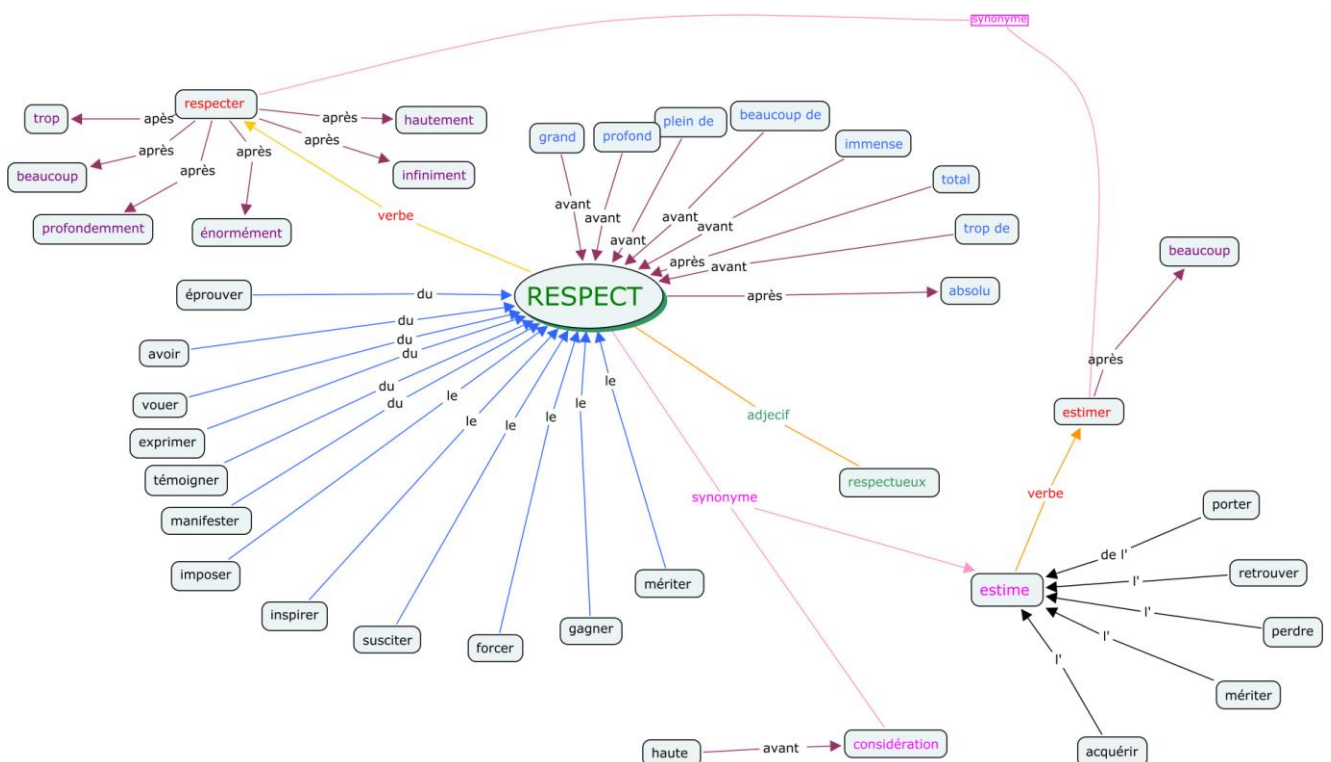 synonyme
respecter
trop
apès
après
hautement
après
après
infiniment
beaucoup
après
après
profondemment
énormément
verbe
grand
profond
plein de
beaucoup de
immense
total
trop de
avant
avant
avant
avant
avant
après
avant
RESPECT
après
absolu
beaucoup
après
estimer
éprouver
du
avoir
du
vouer
du
exprimer
du
témoigner
du
manifester
du
imposer
le
inspirer
le
susciter
le
forcer
le
gagner
le
mériter
le
adjecif
respectueux
synonyme
verbe
estime
porter
de l'
retrouver
l'
perdre
l'
mériter
l'
acquérir
l'
haute
avant
considération